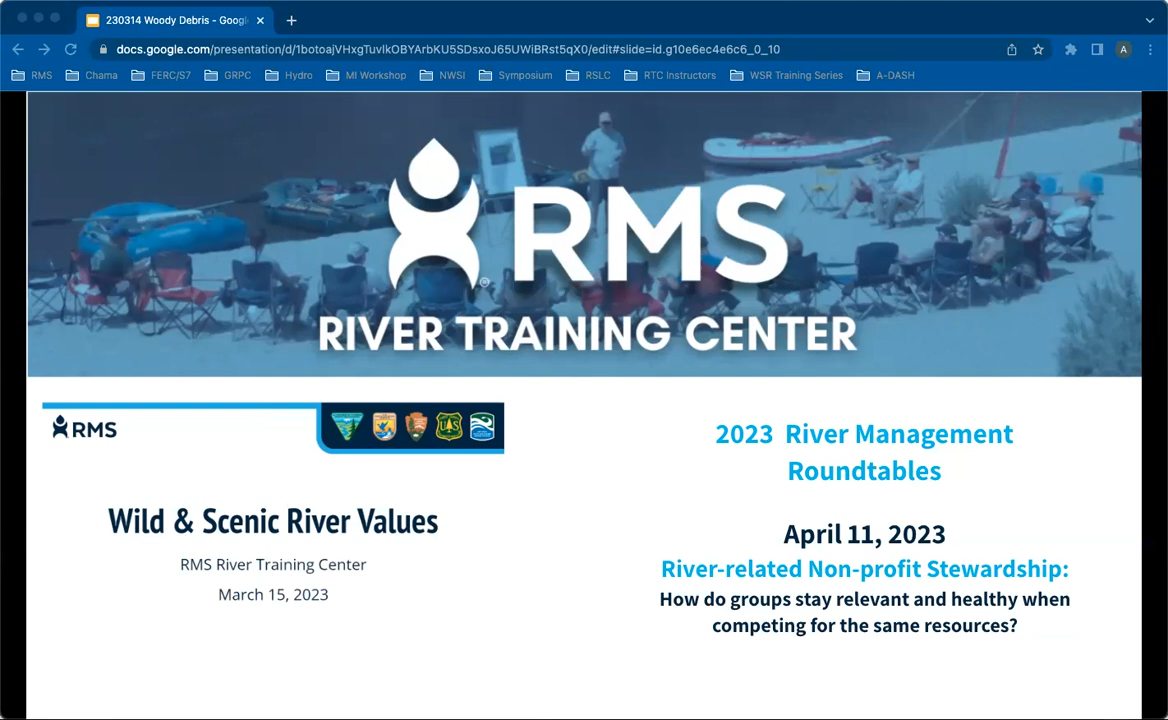 230314 Woody Debris - Googl
docs.google.com/presentation/d/1botoajVHxgTuvlkOBYArbKU5SDsxoJ65UWiBRst5qX0/edit#slide=id.g10e6ec4e6c6_0_10
A
RMS Chama FERC/S7 GRPC Hydro MI Workshop NWSI Symposium RSLC RTC Instructors WSR Training Series A-DASH
RMS
RIVER TRAINING CENTER
RMS
UAS
Wild & Scenic River Values
RMS River Training Center
March 15, 2023
2023 River Management
Roundtables
April 11, 2023
River-related Non-profit Stewardship:
How do groups stay relevant and healthy when
competing for the same resources?